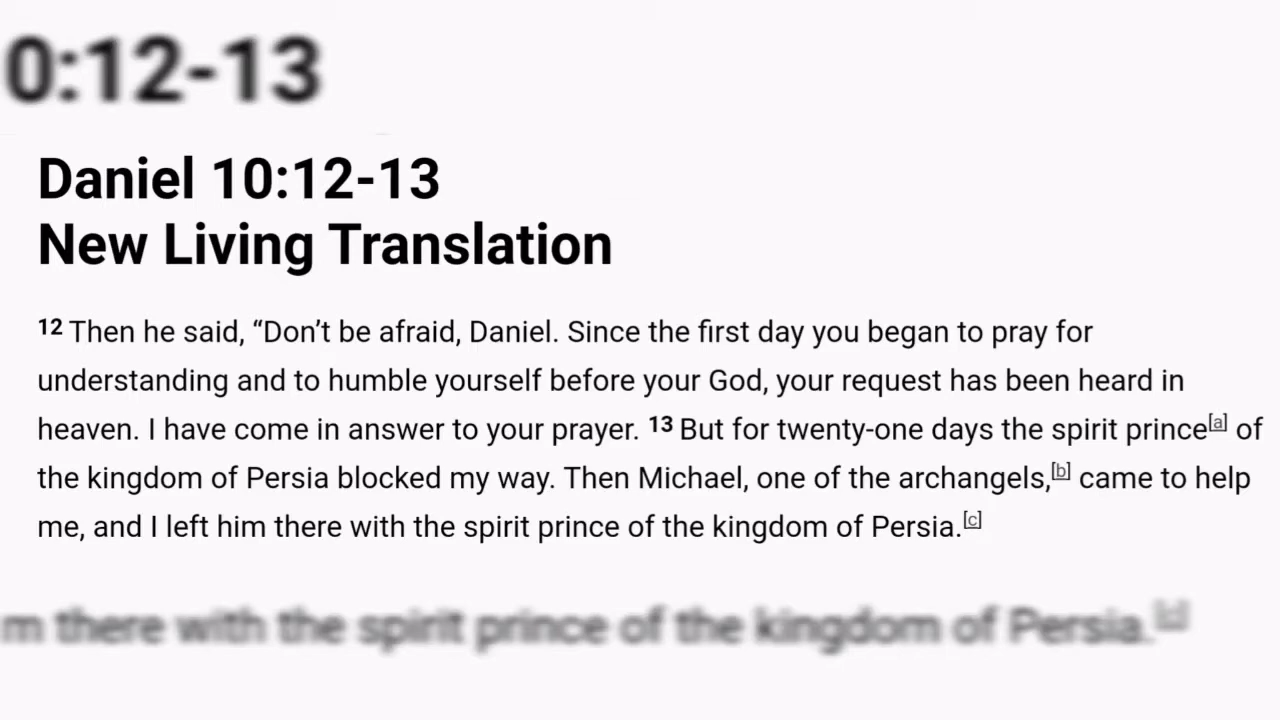 0:12-13
Daniel 10:12-13
New Living Translation
12 Then he said, “Don’t be afraid, Daniel. Since the first day you began to pray for
understanding and to humble yourself before your God, your request has been heard in
heaven. I have come in answer to your prayer. 13 But for twenty-one days the spirit prince[a] of
the kingdom of Persia blocked my way. Then Michael, one of the archangels,[b] came to help
me, and I left him there with the spirit prince of the kingdom of Persia.[c]
m there with the spirit prince of the kingdom of Persia.[c]